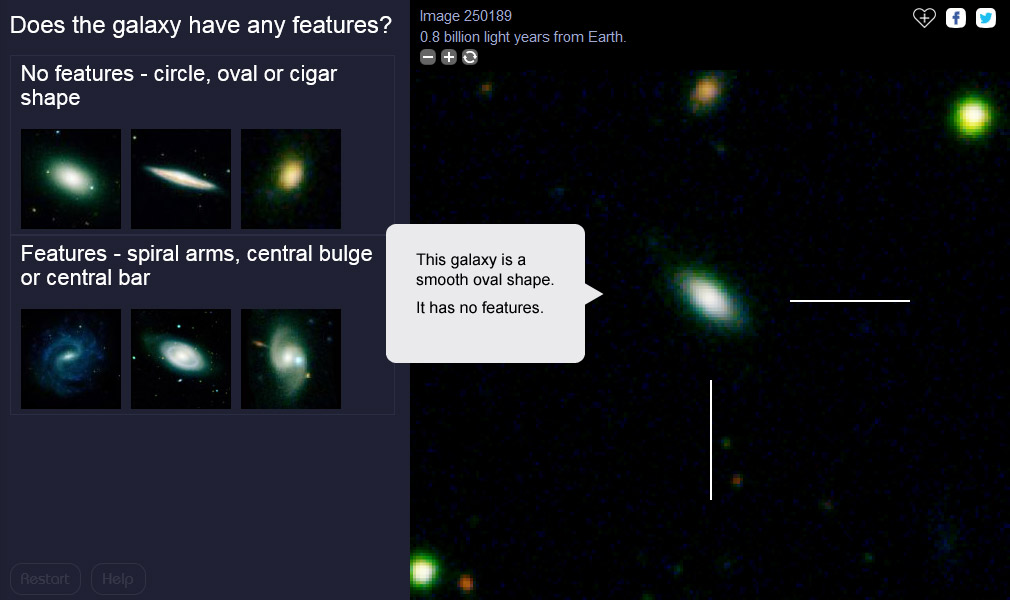 Does the galaxy have any features?
No features - circle, oval or cigar
shape
Features - spiral arms, central bulge
or central bar
Restart
Help
Image 250189
0.8 billion light years from Earth.
This galaxy is a
smooth oval shape.
It has no features.